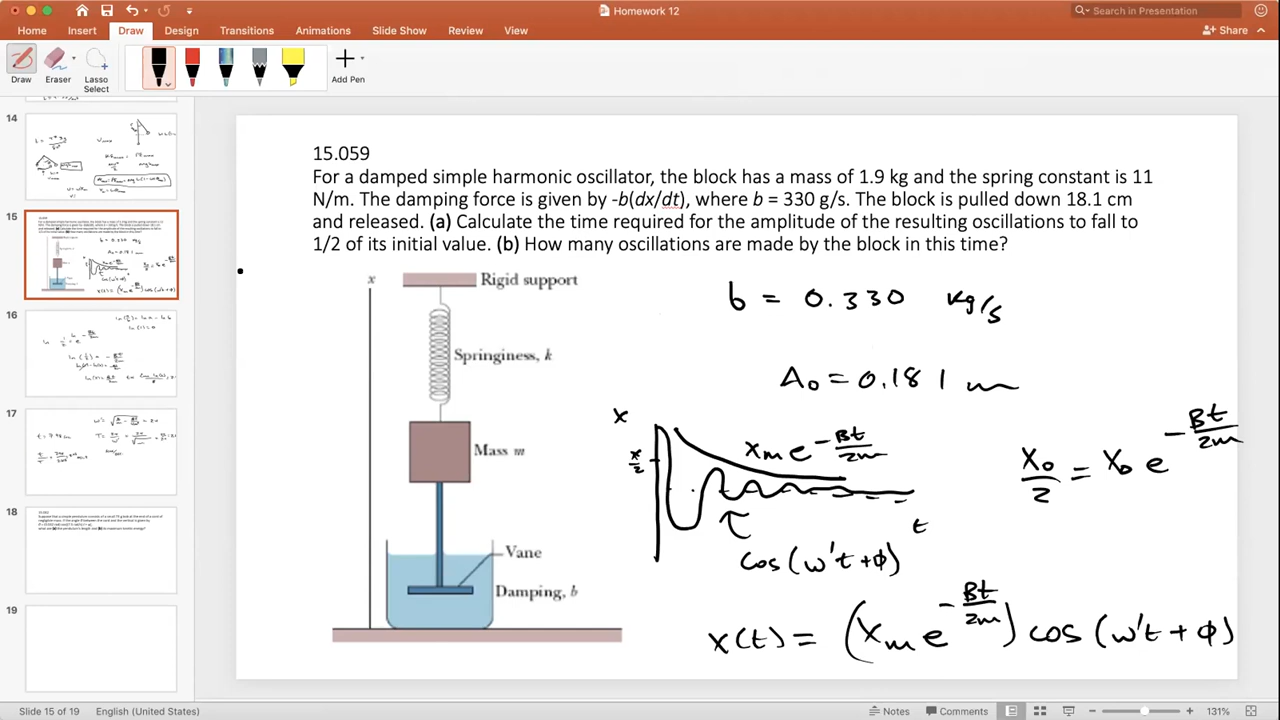 Homework 12
Search in Presentation
Home Insert Draw Design Transitions Animations Slide Show Review View
Share
Draw
Eraser
Lasso
Select
Add Pen
14
15
16
17
18
19
15.059
For a damped simple harmonic oscillator, the block has a mass of 1.9 kg and the spring constant is 11
N/m. The damping force is given by -b(dx/dt), where b = 330 g/s. The block is pulled down 18.1 cm
and released. (a) Calculate the time required for the amplitude of the resulting oscillations to fall to
1/2 of its initial value. (b) How many oscillations are made by the block in this time?
x
Rigid support
Springiness, k
Mass m
Vane
Damping, b
b = 0.330 kg/s
A₀ = 0.181 m
x
x/2
xₘe^(-Bt/2m)
x₀/2 = x₀e^(-Bt/2m)
t
cos(w't+φ)
x(t) = (xₘe^(-Bt/2m)) cos(w't+φ)
Slide 15 of 19
English (United States)
Notes
Comments
131%